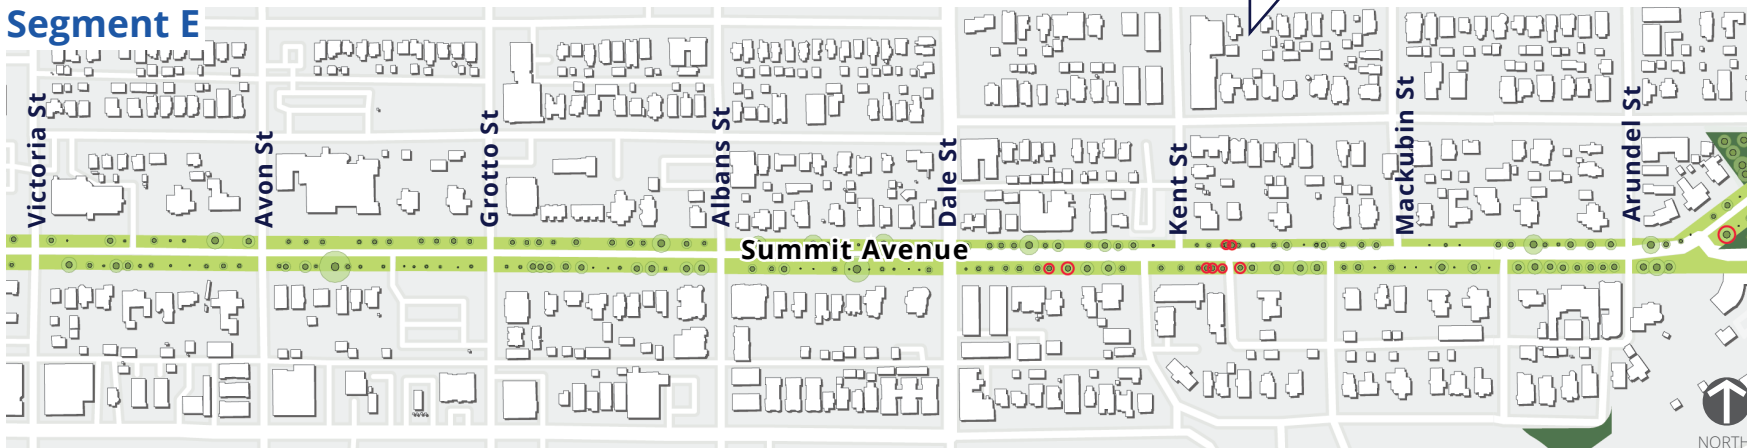 Segment E
Victoria St
Avon St
Grotto St
Albans St
Dale St
Kent St
Mackubin St
Arundel St
Summit Avenue
NORTH